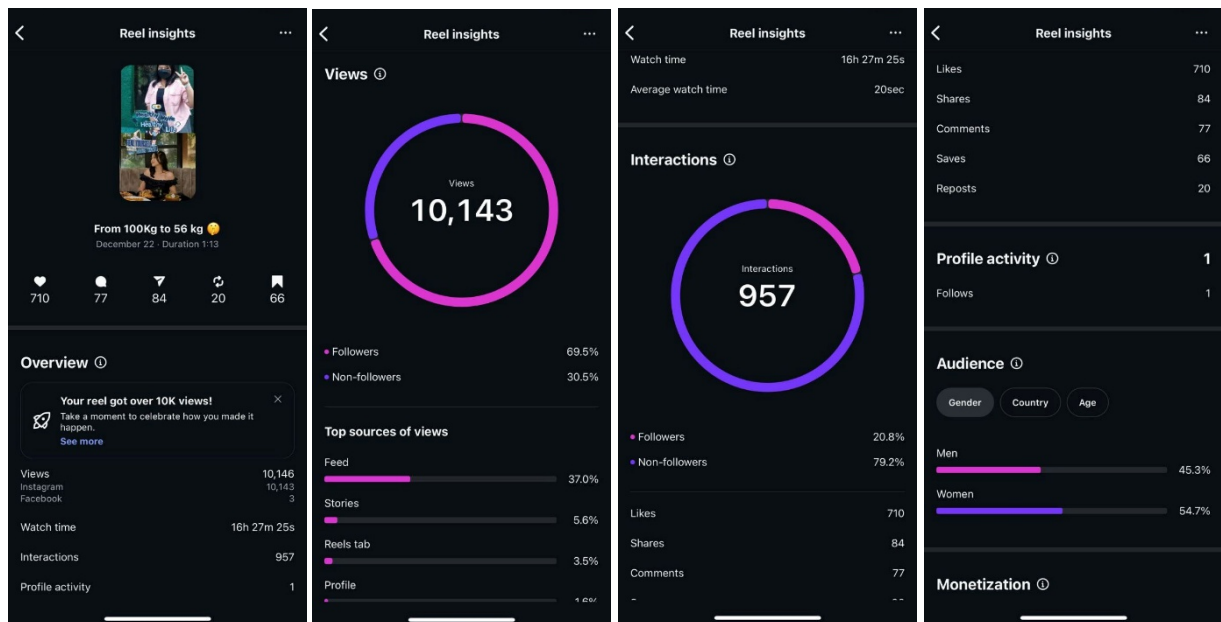 Reel insights
Healthy
From 100Kg to 56 kg 🤫
December 22 · Duration 1:13
710 77 84 20 66
Overview
Your reel got over 10K views!
Take a moment to celebrate how you made it
happen.
See more
Views 10,146
Instagram 10,143
Facebook 3
Watch time 16h 27m 25s
Interactions 957
Profile activity 1
Reel insights
Views
Views
10,143
Followers 69.5%
Non-followers 30.5%
Top sources of views
Feed
37.0%
Stories
5.6%
Reels tab
3.5%
Profile
1.6%
Reel insights
Watch time 16h 27m 25s
Average watch time 20sec
Interactions
Interactions
957
Followers 20.8%
Non-followers 79.2%
Likes 710
Shares 84
Comments 77
Reel insights
Likes 710
Shares 84
Comments 77
Saves 66
Reposts 20
Profile activity 1
Follows 1
Audience
Gender Country Age
Men
45.3%
Women
54.7%
Monetization